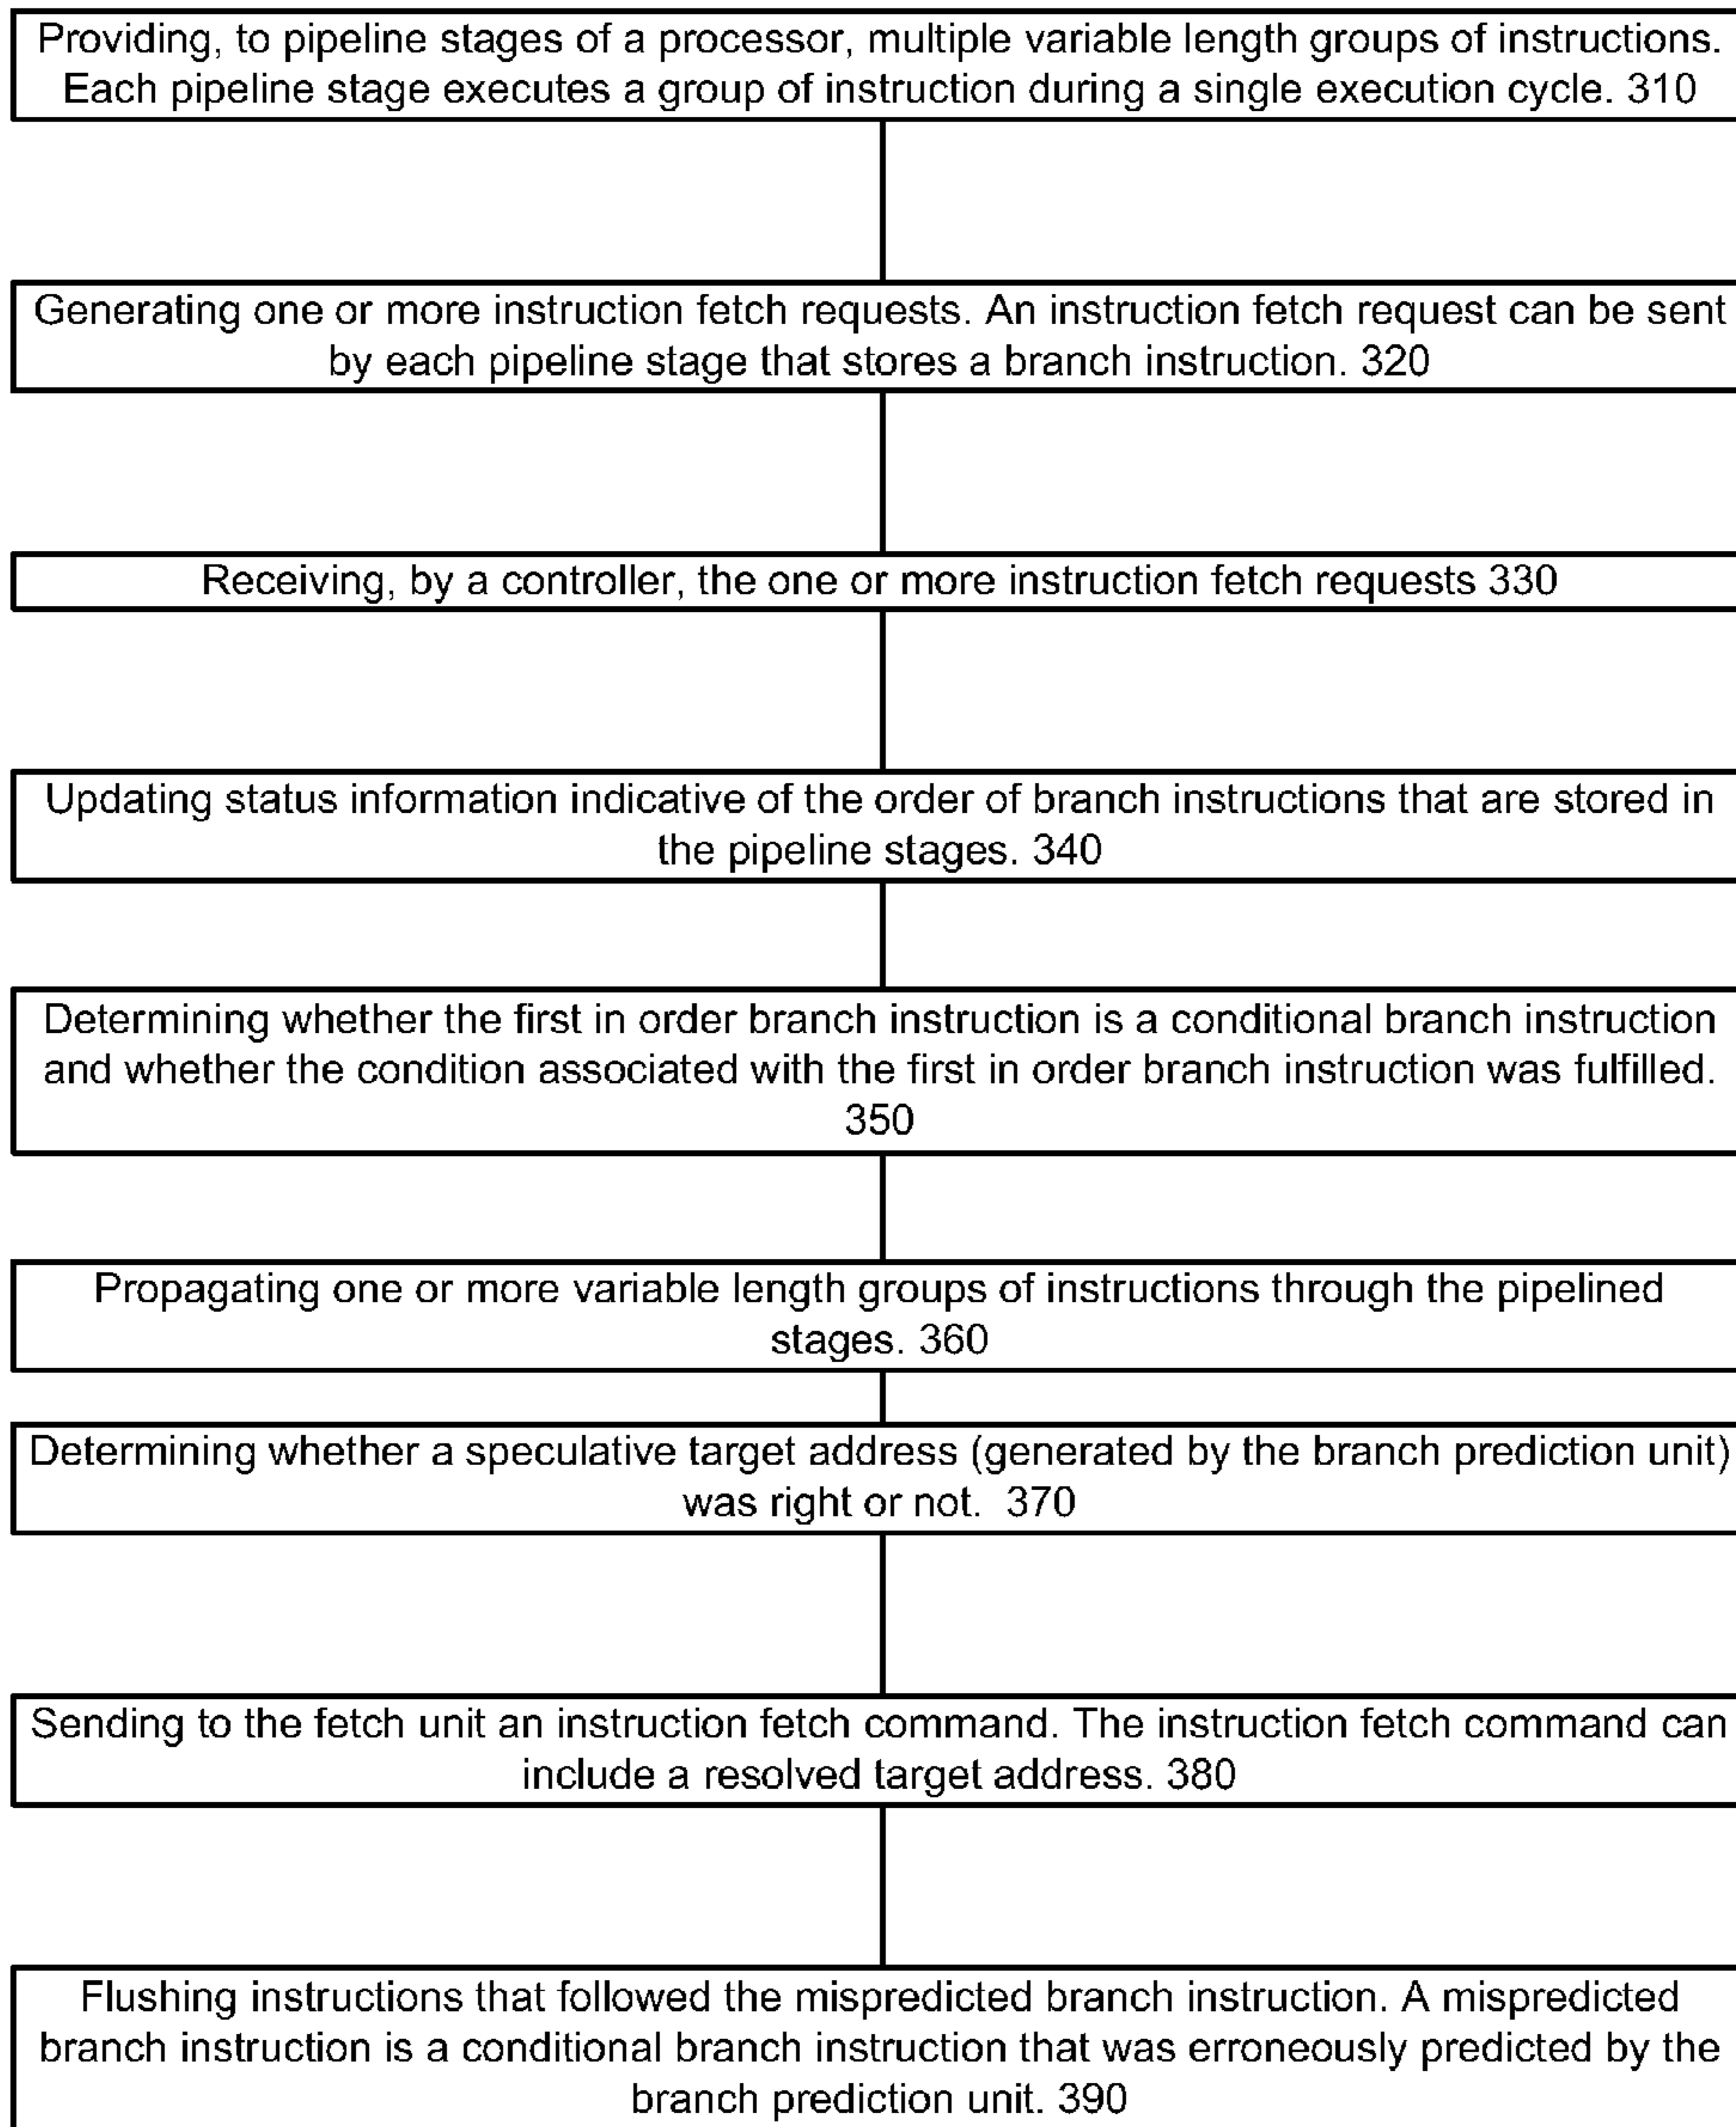 Providing, to pipeline stages of a processor, multiple variable length groups of instructions.
Each pipeline stage executes a group of instruction during a single execution cycle. 310
Generating one or more instruction fetch requests. An instruction fetch request can be sent
by each pipeline stage that stores a branch instruction. 320
Receiving, by a controller, the one or more instruction fetch requests 330
Updating status information indicative of the order of branch instructions that are stored in
the pipeline stages. 340
Determining whether the first in order branch instruction is a conditional branch instruction
and whether the condition associated with the first in order branch instruction was fulfilled.
350
Propagating one or more variable length groups of instructions through the pipelined
stages. 360
Determining whether a speculative target address (generated by the branch prediction unit)
was right or not. 370
Sending to the fetch unit an instruction fetch command. The instruction fetch command can
include a resolved target address. 380
Flushing instructions that followed the mispredicted branch instruction. A mispredicted
branch instruction is a conditional branch instruction that was erroneously predicted by the
branch prediction unit. 390